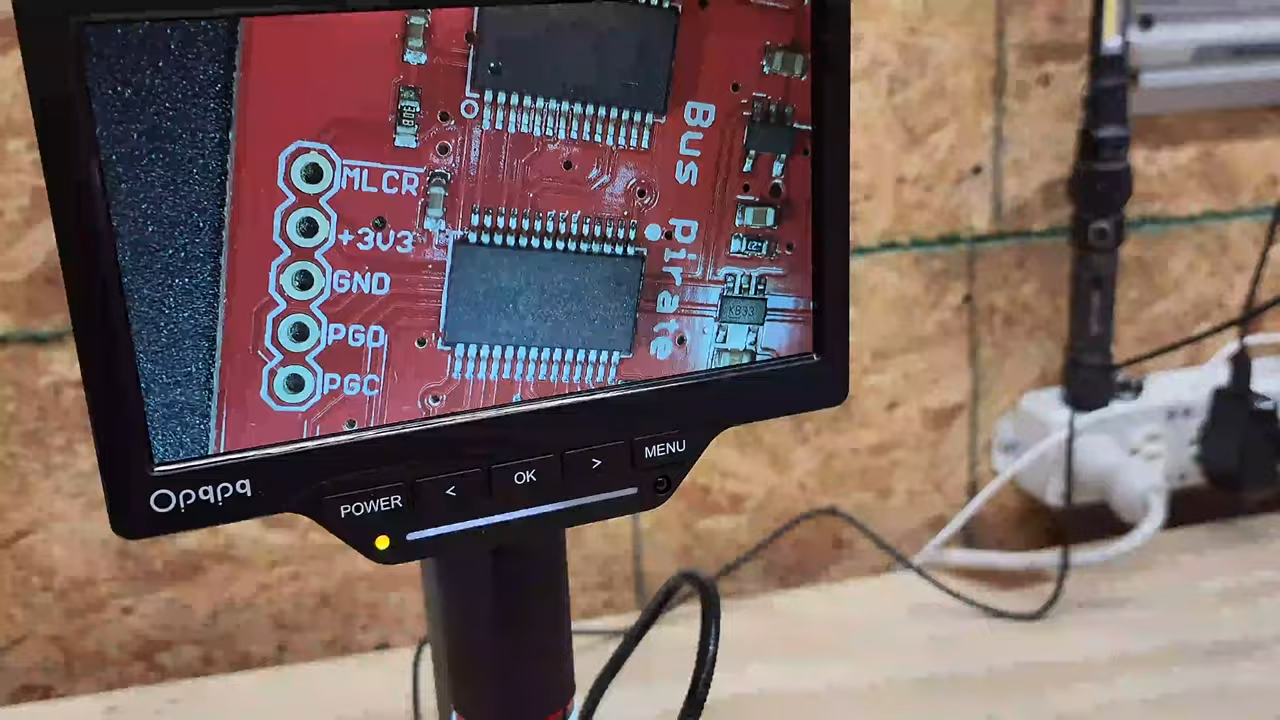 MLCR
+3V3
GND
PGD
PGC
Bus Pirate
KB33
Opqpq
POWER
<
OK
>
MENU